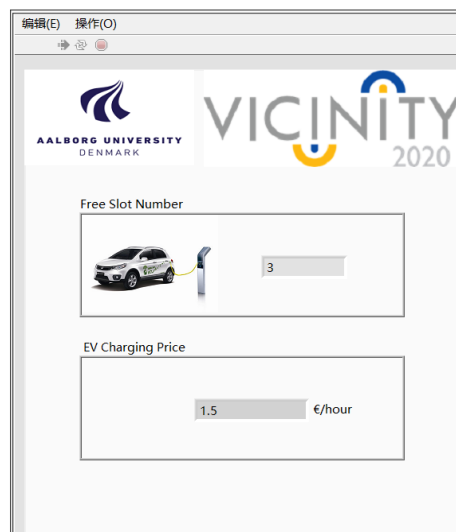 编辑(E) 操作(O)
AALBORG UNIVERSITY
DENMARK
VICINITY
2020
Free Slot Number
3
EV Charging Price
1.5 €/hour